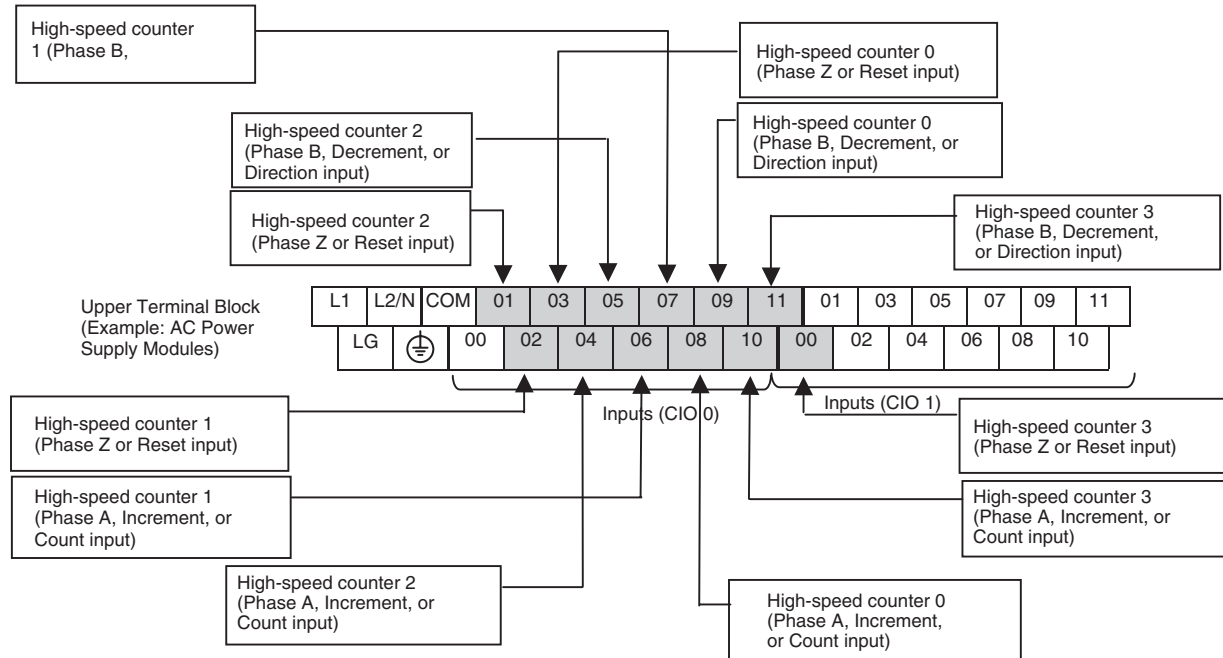 High-speed counter
1 (Phase B,
High-speed counter 0
(Phase Z or Reset input)
High-speed counter 2
(Phase B, Decrement, or
Direction input)
High-speed counter 0
(Phase B, Decrement, or
Direction input)
High-speed counter 2
(Phase Z or Reset input)
High-speed counter 3
(Phase B, Decrement,
or Direction input)
Upper Terminal Block
(Example: AC Power
Supply Modules)
L1 L2/N COM 01 03 05 07 09 11 01 03 05 07 09 11
LG 00 02 04 06 08 10 00 02 04 06 08 10
Inputs (CIO 0)
Inputs (CIO 1)
High-speed counter 1
(Phase Z or Reset input)
High-speed counter 3
(Phase Z or Reset input)
High-speed counter 1
(Phase A, Increment, or
Count input)
High-speed counter 3
(Phase A, Increment, or
Count input)
High-speed counter 2
(Phase A, Increment, or
Count input)
High-speed counter 0
(Phase A, Increment,
or Count input)